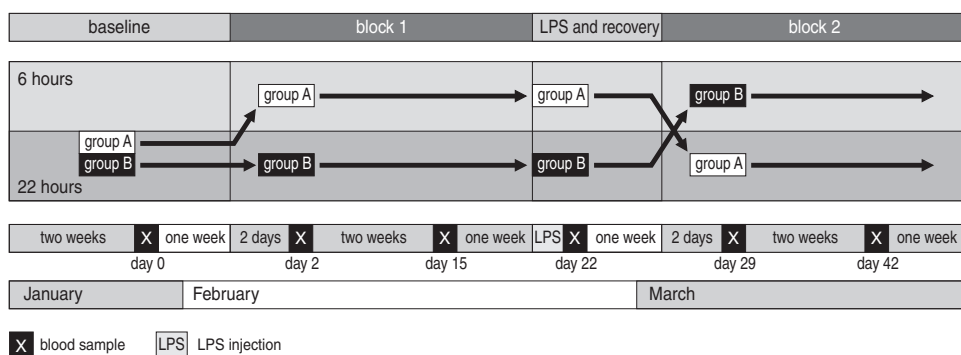 baseline block 1 LPS and recovery block 2
6 hours
group A group A group B
group A
group B group B group B group A
22 hours
two weeks X one week 2 days X two weeks X one week LPS X one week 2 days X two weeks X one week
day 0 day 2 day 15 day 22 day 29 day 42
January February March
X blood sample LPS LPS injection